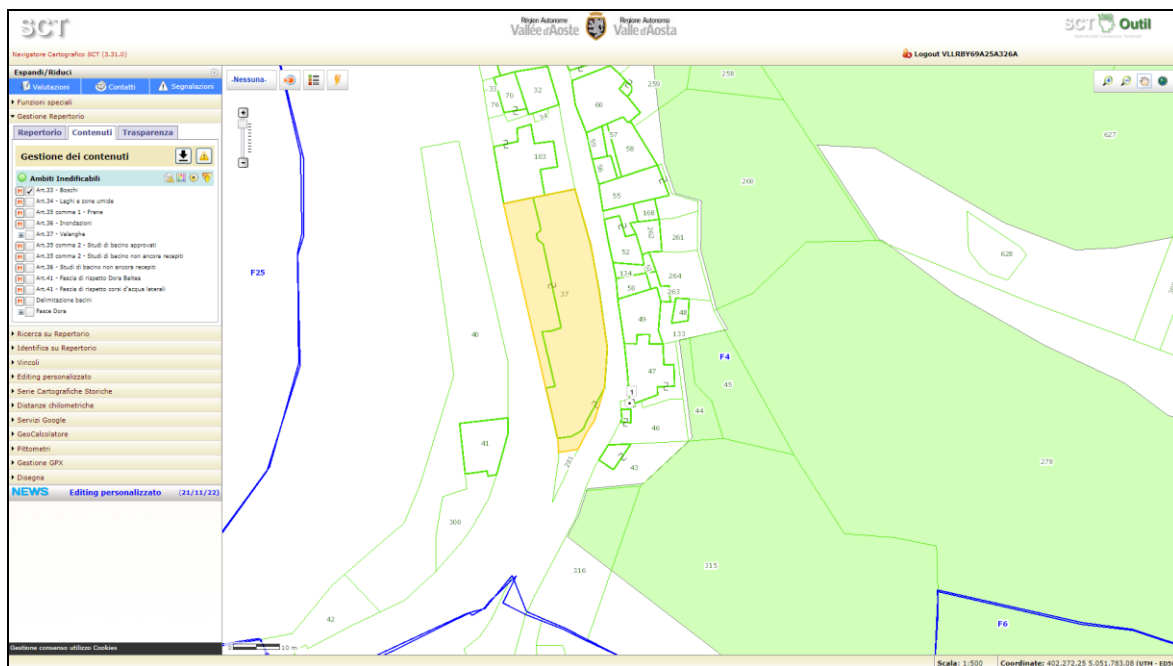 SCT
Région Autonome
Vallée d'Aoste
Regione Autonoma
Valle d'Aosta
SCT Outil
Navigatore Cartografico SCT (3.31.0)
Logout VLLRBY69A25A326A
Espandi/Riduci
Valutazioni
Contatti
Segnalazioni
Funzioni speciali
Gestione Repertorio
Repertorio
Contenuti
Trasparenza
Gestione dei contenuti
Ambiti Inedificabili
Art.33 - Boschi
Art.34 - Laghi e zone umide
Art.35 comma 1 - Frane
Art.36 - Inondazioni
Art.37 - Valanghe
Art.35 comma 2 - Studi di bacino approvati
Art.35 comma 2 - Studi di bacino non ancora recepiti
Art.36 - Studi di bacino non ancora recepiti
Art.41 - Fascia di rispetto Dora Baltea
Art.41 - Fascia di rispetto corsi d'acqua laterali
Delimitazione bacini
Fasce Dora
Ricerca su Repertorio
Identifica su Repertorio
Vincoli
Editing personalizzato
Serie Cartografiche Storiche
Distanze chilometriche
Servizi Google
GeoCalcolatore
Pittometri
Gestione GPX
Disegna
NEWS Editing personalizzato (21/11/22)
Gestione consenso utilizzo Cookies
-Nessuna-
33
70
76
32
34
103
60
259
258
57
58
59
56
55
168
262
261
52
134
50
264
263
49
48
133
47
1
46
43
44
45
F4
260
627
628
278
F25
40
37
41
281
300
42
316
315
F6
0
10 m
Scala: 1:500
Coordinate: 402.272.25 5.051.783.08 (UTM - ED5